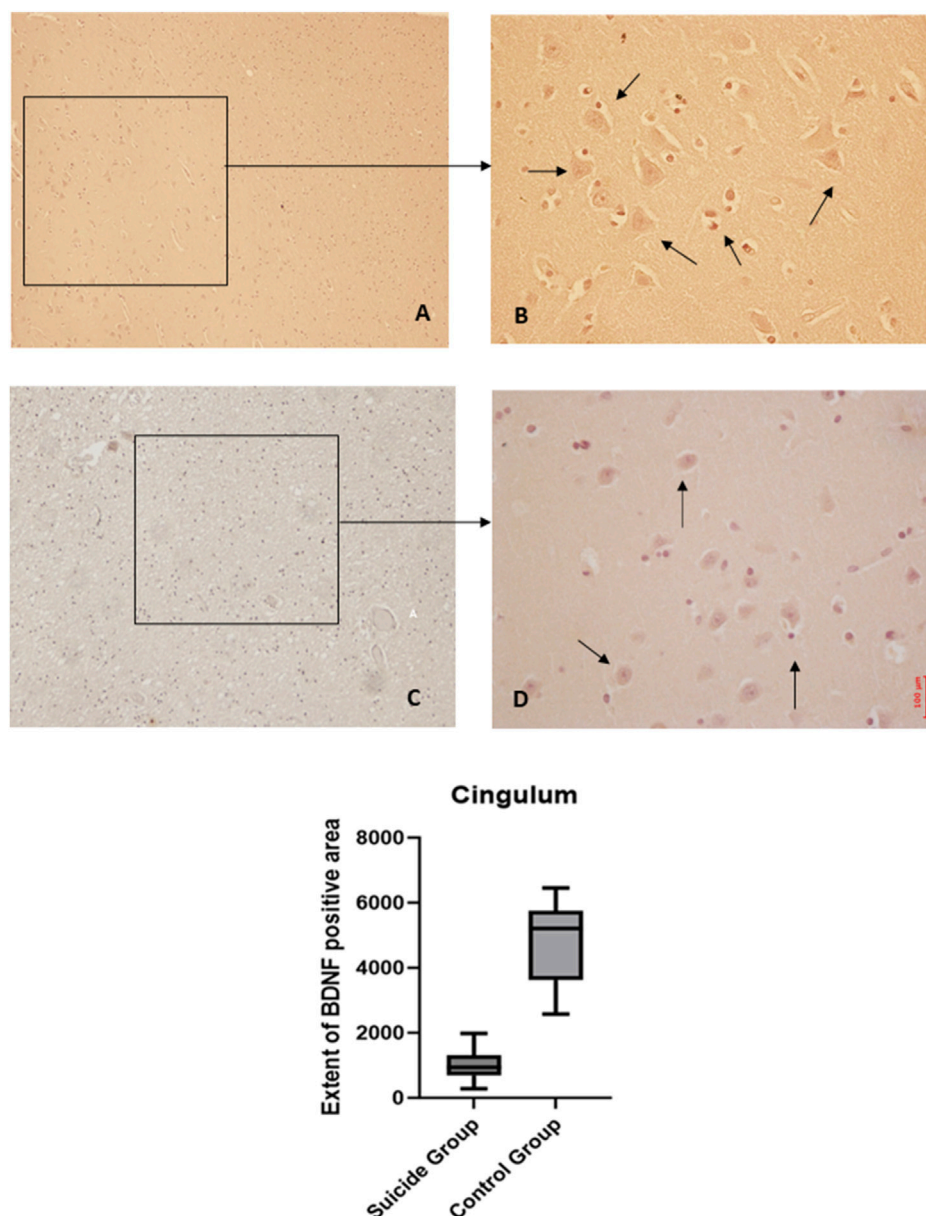 A
B
C
D
100 µm
Cingulum
Extent of BDNF positive area
8000
6000
4000
2000
0
Suicide Group
Control Group